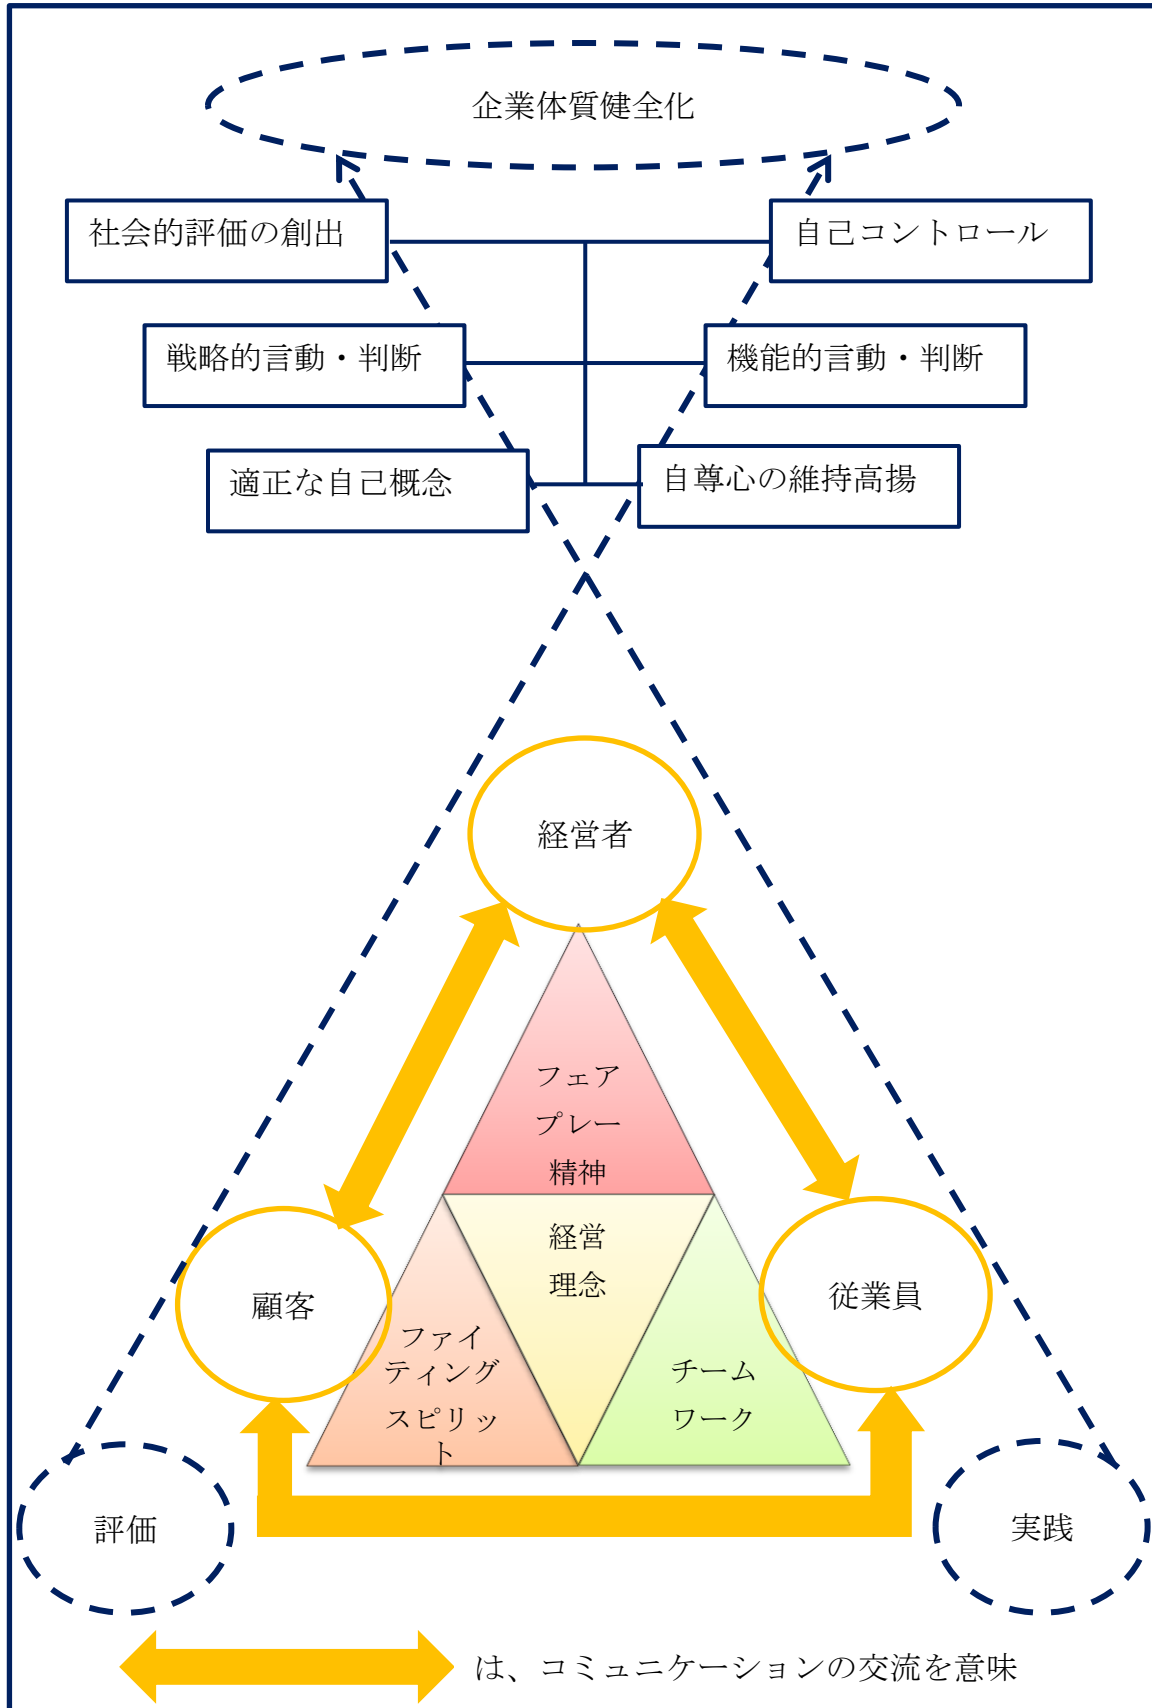 企業体質健全化
社会的評価の創出
自己コントロール
戦略的言動・判断
機能的言動・判断
適正な自己概念
自尊心の維持高揚
経営者
フェア
プレー
精神
経営
理念
顧客
従業員
ファイ
ティング
スピリッ
ト
チーム
ワーク
評価
実践
は、コミュニケーションの交流を意味